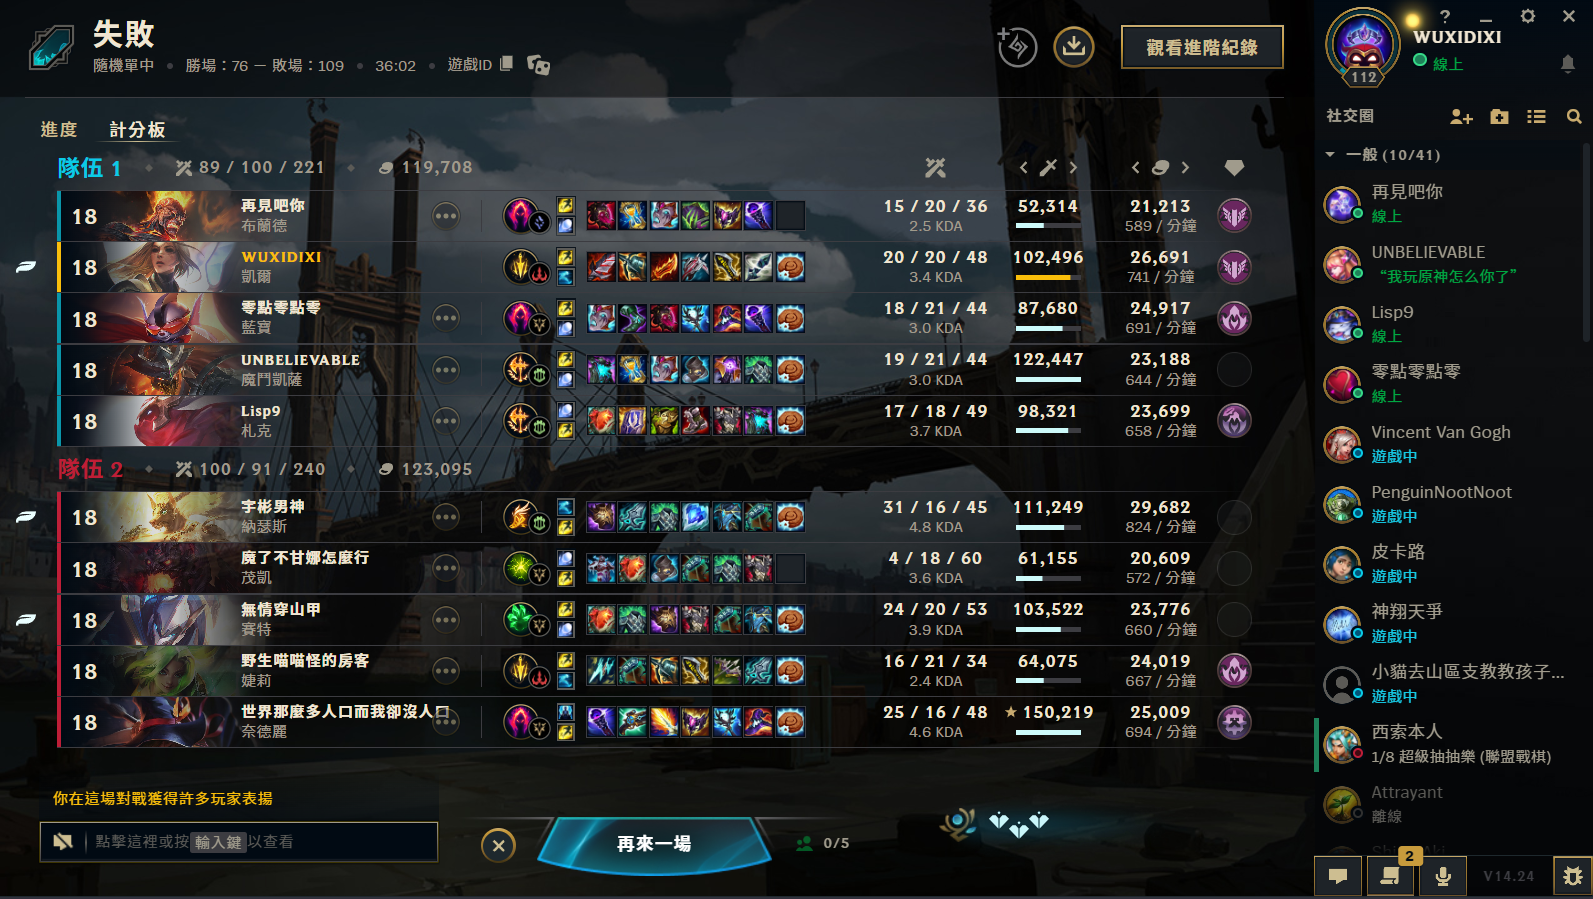 失敗
隨機單中 • 勝場：76 － 敗場：109 • 36:02 • 遊戲ID
觀看進階紀錄
進度 計分板
隊伍 1 89 / 100 / 221 119,708
18 再見吧你 15 / 20 / 36 52,314 21,213
布蘭德 2.5 KDA 589 / 分鐘
18 WUXIDIXI 20 / 20 / 48 102,496 26,691
凱爾 3.4 KDA 741 / 分鐘
18 零點零點零 18 / 21 / 44 87,680 24,917
藍寶 3.0 KDA 691 / 分鐘
18 UNBELIEVABLE 19 / 21 / 44 122,447 23,188
魔鬥凱薩 3.0 KDA 644 / 分鐘
18 Lisp9 17 / 18 / 49 98,321 23,699
札克 3.7 KDA 658 / 分鐘
隊伍 2 100 / 91 / 240 123,095
18 宇彬男神 31 / 16 / 45 111,249 29,682
納瑟斯 4.8 KDA 824 / 分鐘
18 魔了不甘娜怎麼行 4 / 18 / 60 61,155 20,609
茂凱 3.6 KDA 572 / 分鐘
18 無情穿山甲 24 / 20 / 53 103,522 23,776
賽特 3.9 KDA 660 / 分鐘
18 野生喵喵怪的房客 16 / 21 / 34 64,075 24,019
婕莉 2.4 KDA 667 / 分鐘
18 世界那麼多人口而我卻沒人口 25 / 16 / 48 150,219 25,009
奈德麗 4.6 KDA 694 / 分鐘
你在這場對戰獲得許多玩家表揚
點擊這裡或按 輸入鍵 以查看
再來一場
0/5
?
WUXIDIXI
線上
112
社交圈
一般 (10/41)
再見吧你
線上
UNBELIEVABLE
“我玩原神怎么你了”
Lisp9
線上
零點零點零
線上
Vincent Van Gogh
遊戲中
PenguinNootNoot
遊戲中
皮卡路
遊戲中
神翔天爭
遊戲中
小貓去山區支教教孩子...
遊戲中
西索本人
1/8 超級抽抽樂 (聯盟戰棋)
Attrayant
離線
2
V14.24